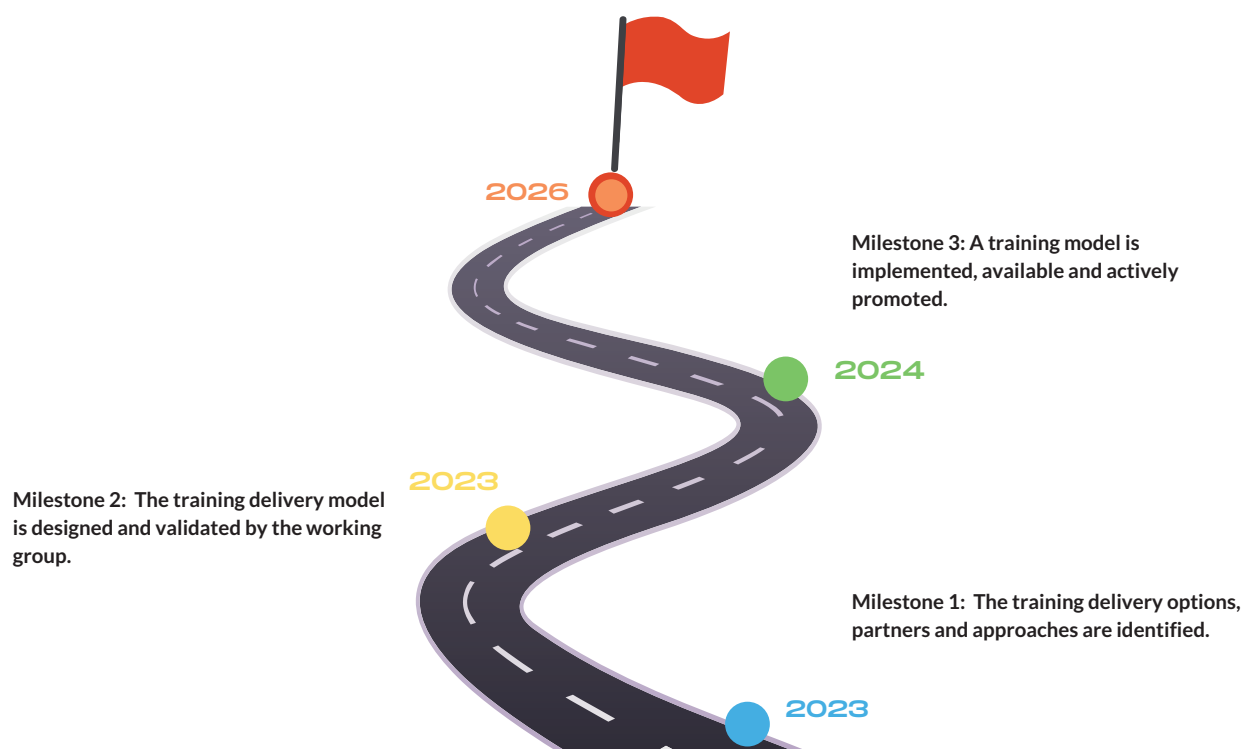 2026
Milestone 3: A training model is
implemented, available and actively
promoted.
2024
2023
Milestone 2:  The training delivery model
is designed and validated by the working
group.
Milestone 1:  The training delivery options,
partners and approaches are identified.
2023